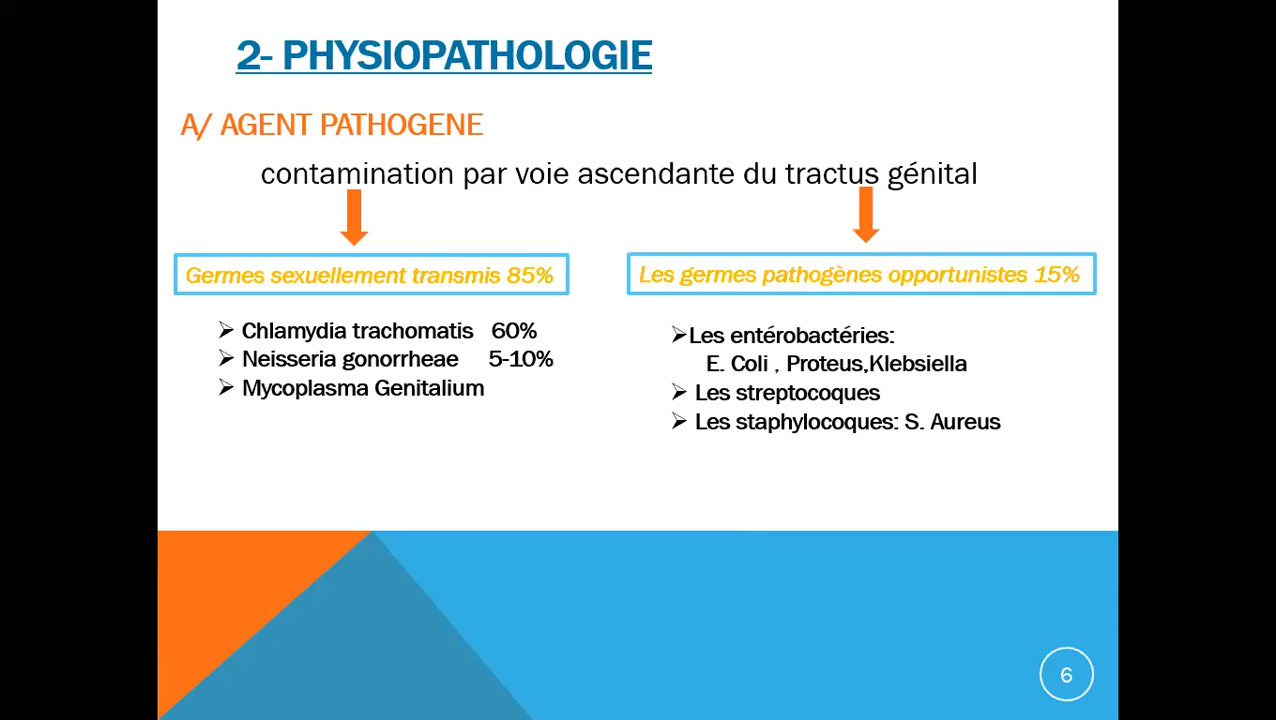 2- PHYSIOPATHOLOGIE
A/ AGENT PATHOGENE
contamination par voie ascendante du tractus génital
Germes sexuellement transmis 85%
➢ Chlamydia trachomatis 60%
➢ Neisseria gonorrheae 5-10%
➢ Mycoplasma Genitalium
Les germes pathogènes opportunistes 15%
➢Les entérobactéries:
E. Coli , Proteus,Klebsiella
➢ Les streptocoques
➢ Les staphylocoques: S. Aureus
6